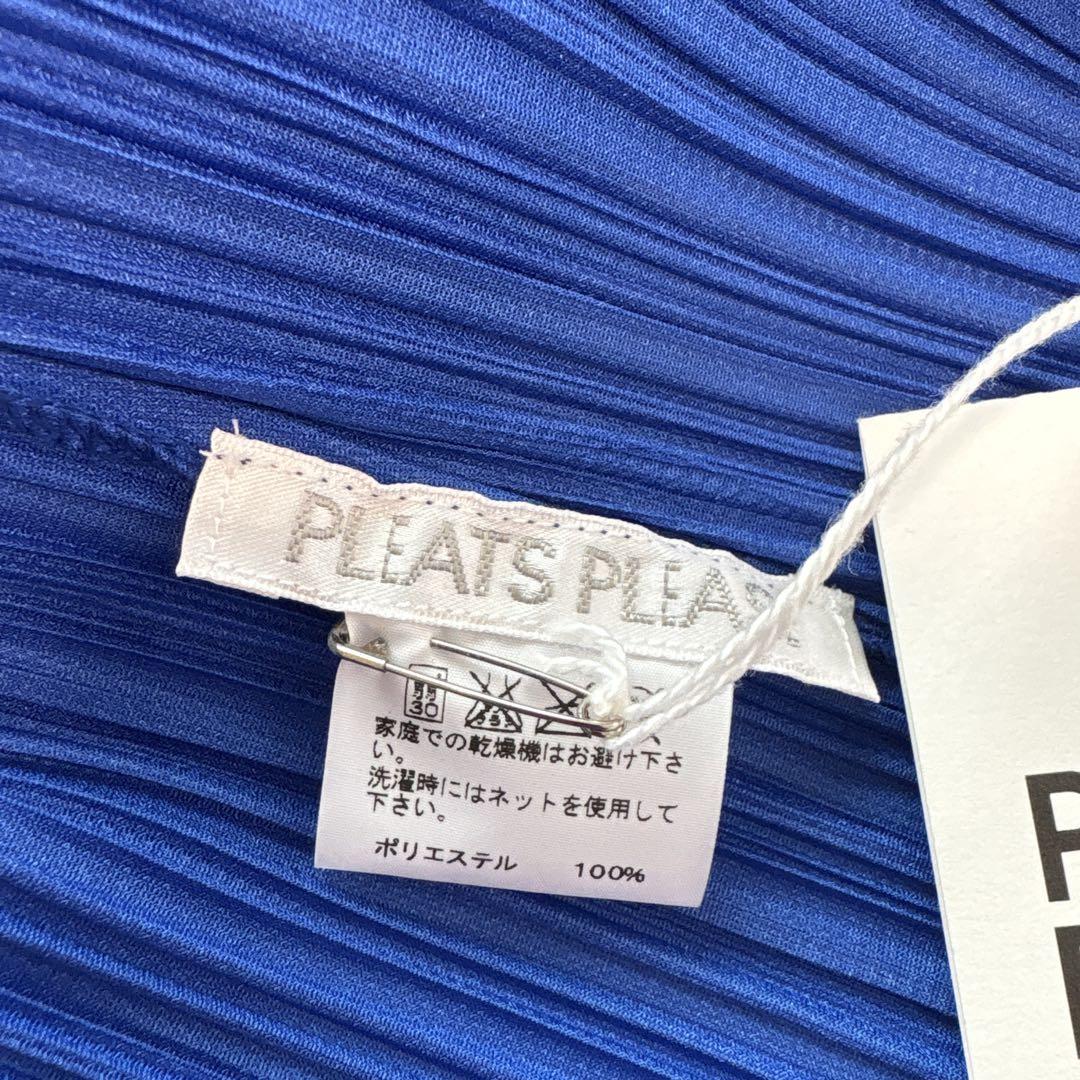 PLEATS PLEAS
30
家庭での乾燥機はお避け下さ
い。
洗濯時にはネットを使用して
下さい。
ポリエステル 100%
P